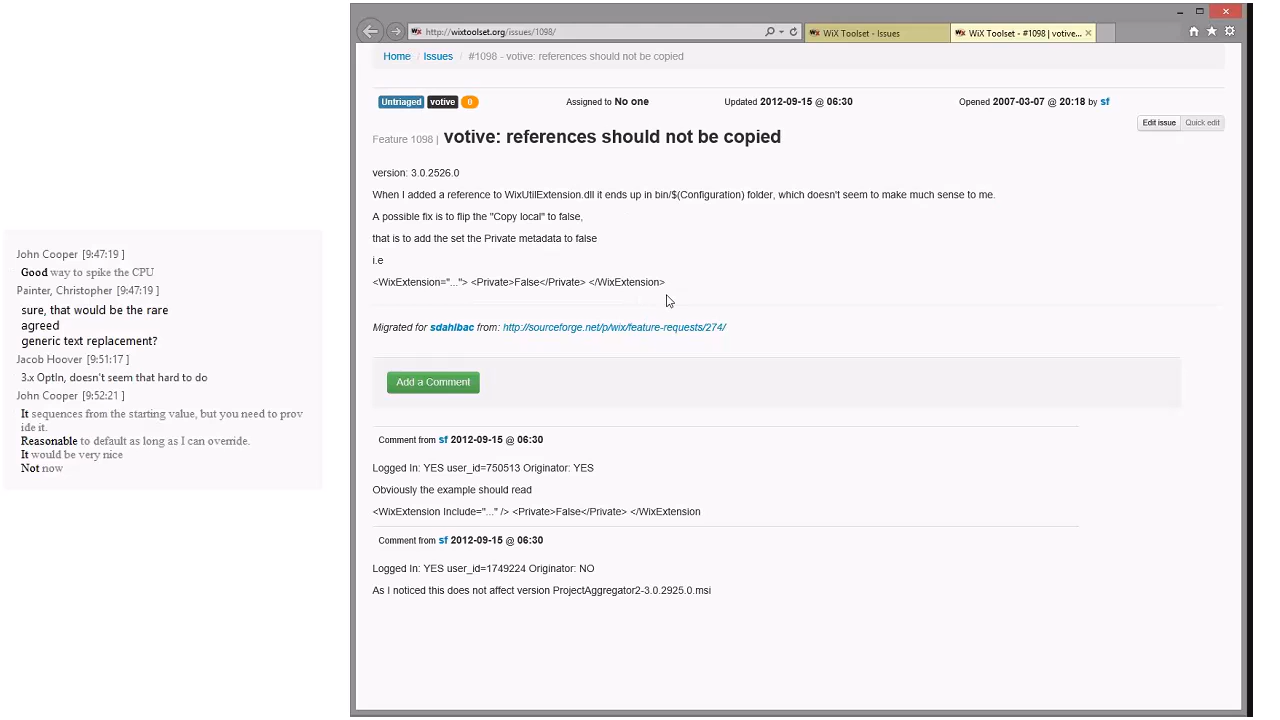 John Cooper [9:47:19 ]
Good way to spike the CPU
Painter, Christopher [9:47:19 ]
sure, that would be the rare
agreed
generic text replacement?
Jacob Hoover [9:51:17 ]
3.x OptIn, doesn't seem that hard to do
John Cooper [9:52:21 ]
It sequences from the starting value, but you need to prov
ide it.
Reasonable to default as long as I can override.
It would be very nice
Not now
http://wixtoolset.org/issues/1098/
WiX Toolset - Issues
WiX Toolset - #1098 | votive...
Home / Issues / #1098 - votive: references should not be copied
Untriaged votive 0 Assigned to No one Updated 2012-09-15 @ 06:30 Opened 2007-03-07 @ 20:18 by sf
Edit issue Quick edit
Feature 1098 | votive: references should not be copied
version: 3.0.2526.0
When I added a reference to WixUtilExtension.dll it ends up in bin/$(Configuration) folder, which doesn't seem to make much sense to me.
A possible fix is to flip the "Copy local" to false,
that is to add the set the Private metadata to false
i.e
<WixExtension="..."> <Private>False</Private> </WixExtension>
Migrated for sdahlbac from: http://sourceforge.net/p/wix/feature-requests/274/
Add a Comment
Comment from sf 2012-09-15 @ 06:30
Logged In: YES user_id=750513 Originator: YES
Obviously the example should read
<WixExtension Include="..." /> <Private>False</Private> </WixExtension
Comment from sf 2012-09-15 @ 06:30
Logged In: YES user_id=1749224 Originator: NO
As I noticed this does not affect version ProjectAggregator2-3.0.2925.0.msi